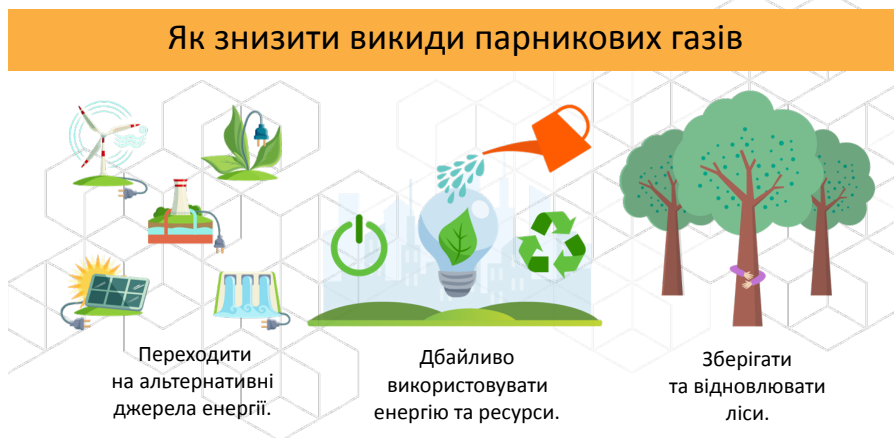 Як знизити викиди парникових газів
Переходити
на альтернативні
джерела енергії.
Дбайливо
використовувати
енергію та ресурси.
Зберігати
та відновлювати
ліси.